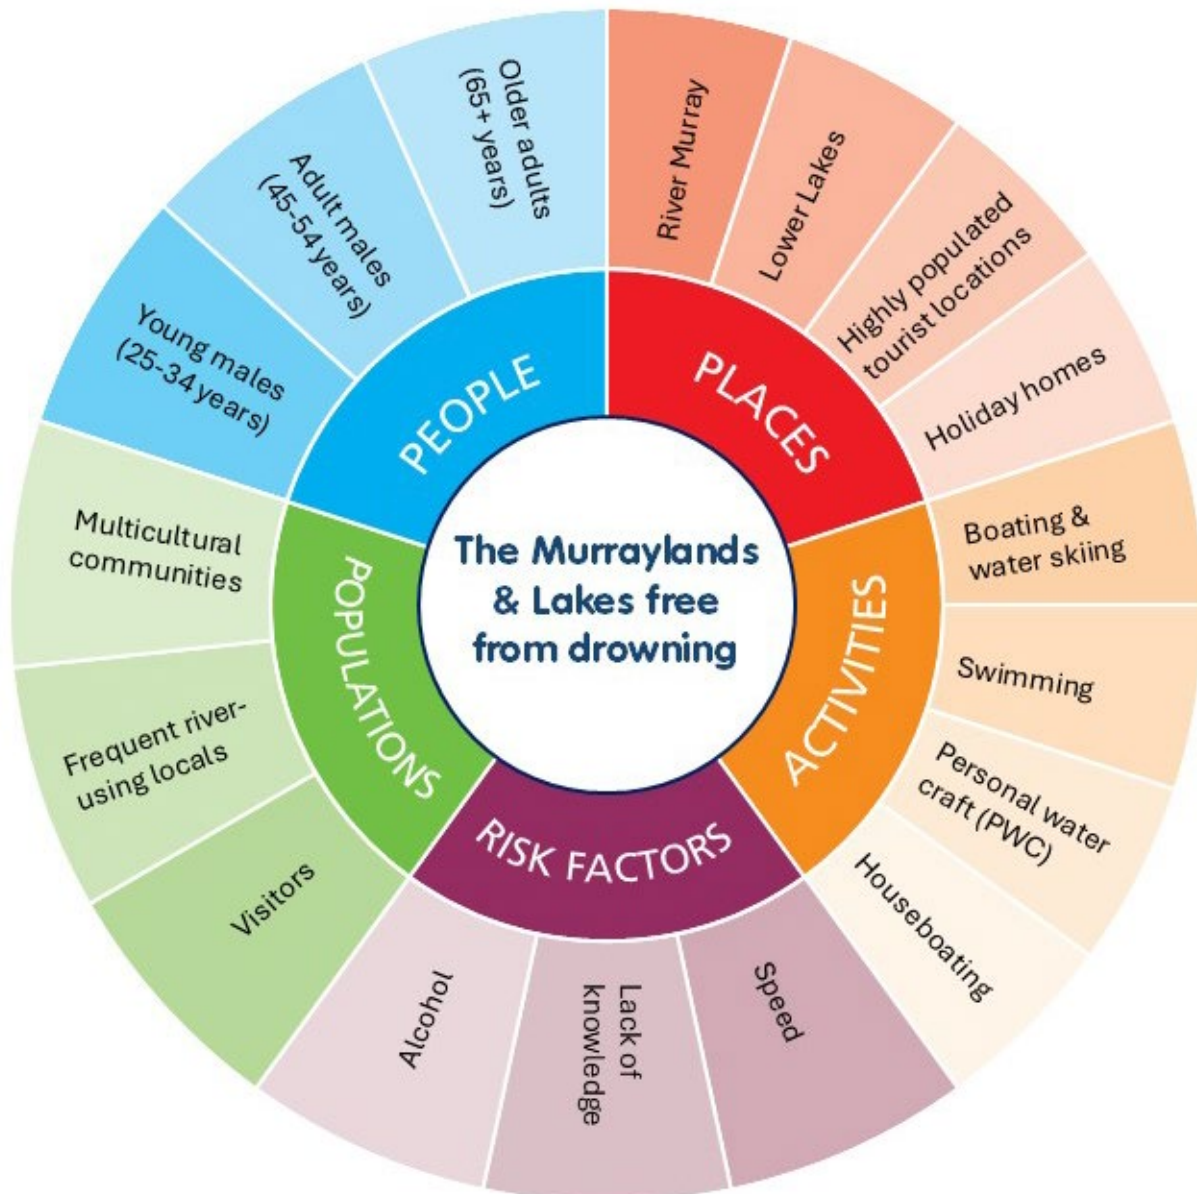 The Murraylands
& Lakes free
from drowning
PLACES
River Murray
Lower Lakes
Highly populated
tourist locations
Holiday homes
ACTIVITIES
Boating &
water skiing
Swimming
Personal water
craft (PWC)
Houseboating
RISK FACTORS
Speed
Lack of
knowledge
Alcohol
POPULATIONS
Visitors
Frequent river-
using locals
Multicultural
communities
PEOPLE
Young males
(25-34 years)
Adult males
(45-54 years)
Older adults
(65+ years)